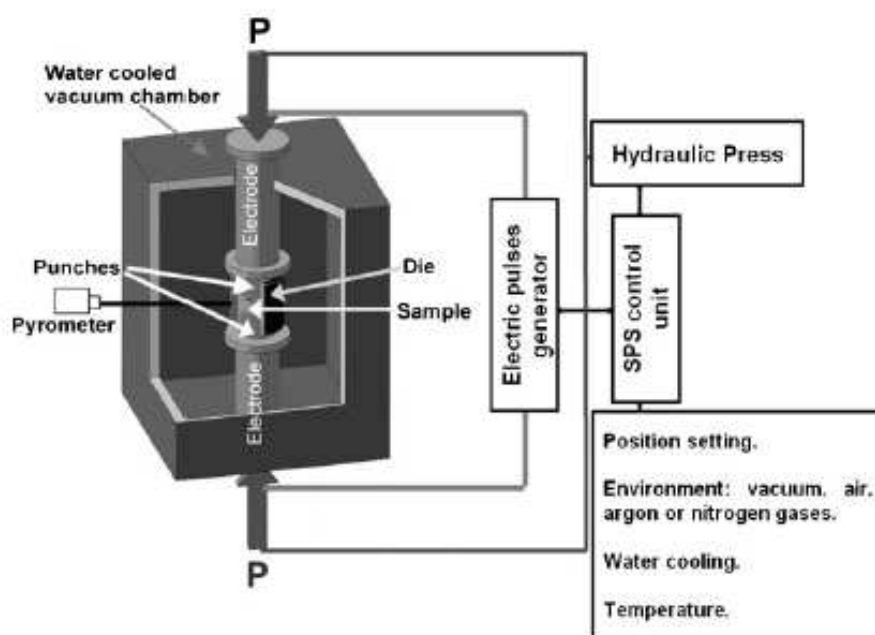 P
Water cooled
vacuum chamber
Hydraulic Press
Electrode
Punches
Die
Pyrometer
Sample
Electric pulses
generator
SPS control
unit
Electrode
Position setting.
Environment: vacuum, air,
argon or nitrogen gases.
Water cooling.
Temperature.
P